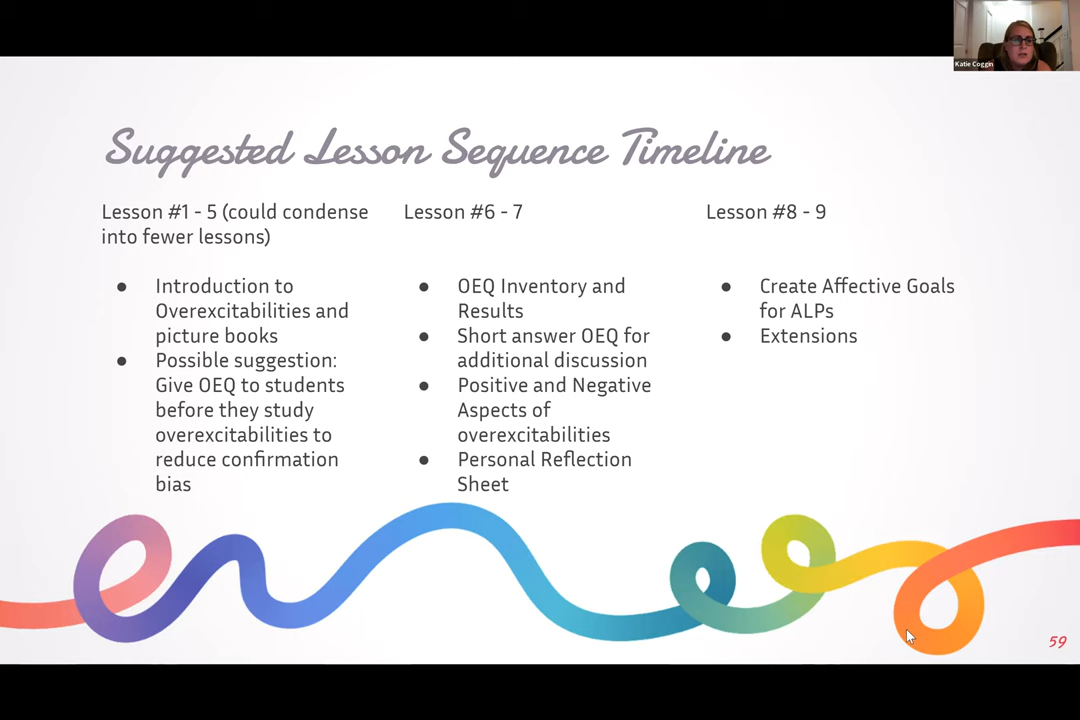 Katie Coggin
Suggested Lesson Sequence Timeline
Lesson #1 - 5 (could condense
into fewer lessons)
● Introduction to
Overexcitabilities and
picture books
● Possible suggestion:
Give OEQ to students
before they study
overexcitabilities to
reduce confirmation
bias
Lesson #6 - 7
● OEQ Inventory and
Results
● Short answer OEQ for
additional discussion
● Positive and Negative
Aspects of
overexcitabilities
● Personal Reflection
Sheet
Lesson #8 - 9
● Create Affective Goals
for ALPs
● Extensions
59